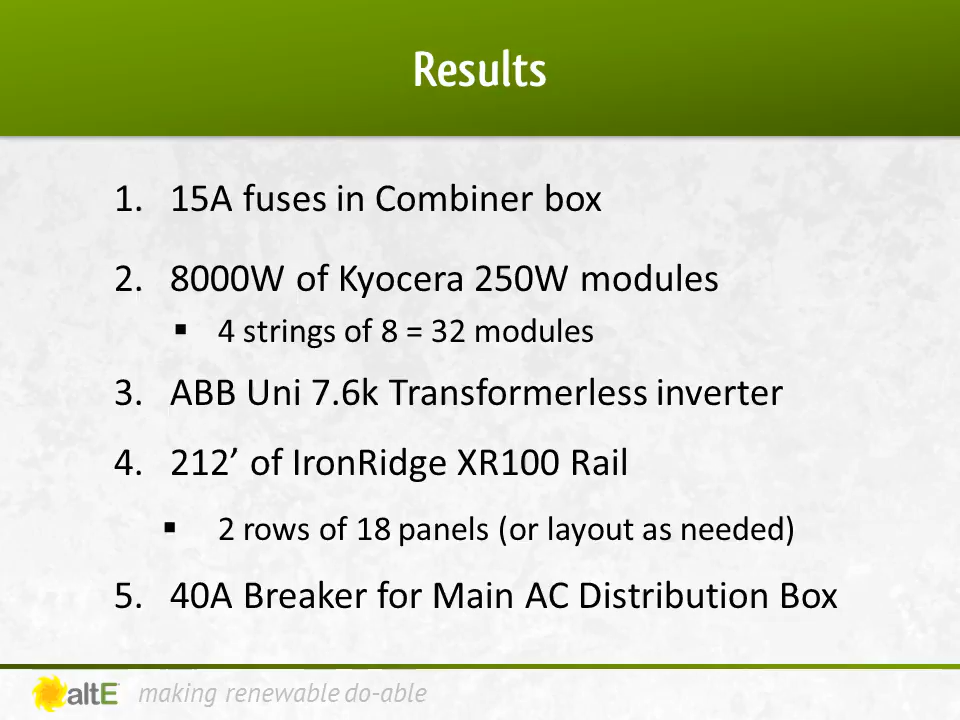 Results
1. 15A fuses in Combiner box
2. 8000W of Kyocera 250W modules
▪ 4 strings of 8 = 32 modules
3. ABB Uni 7.6k Transformerless inverter
4. 212’ of IronRidge XR100 Rail
▪ 2 rows of 18 panels (or layout as needed)
5. 40A Breaker for Main AC Distribution Box
altE making renewable do-able